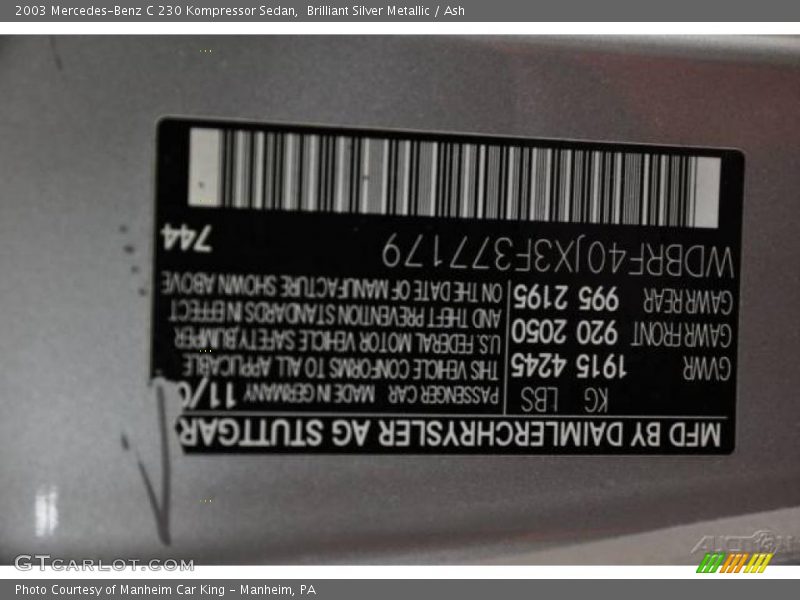 2003 Mercedes-Benz C 230 Kompressor Sedan, Brilliant Silver Metallic / Ash
MFD BY DAIMLERCHRYSLER AG STUTTGAR
KG LBS
GVWR 1915 4245
GAWR FRONT 920 2050
GAWR REAR 995 2195
PASSENGER CAR MADE IN GERMANY 11/0
THIS VEHICLE CONFORMS TO ALL APPLICABLE
U.S. FEDERAL MOTOR VEHICLE SAFETY, BUMPER,
AND THEFT PREVENTION STANDARDS IN EFFECT
ON THE DATE OF MANUFACTURE SHOWN ABOVE
WDBRF40JX3F377179
744
GTCARLOT.COM
Photo Courtesy of Manheim Car King - Manheim, PA